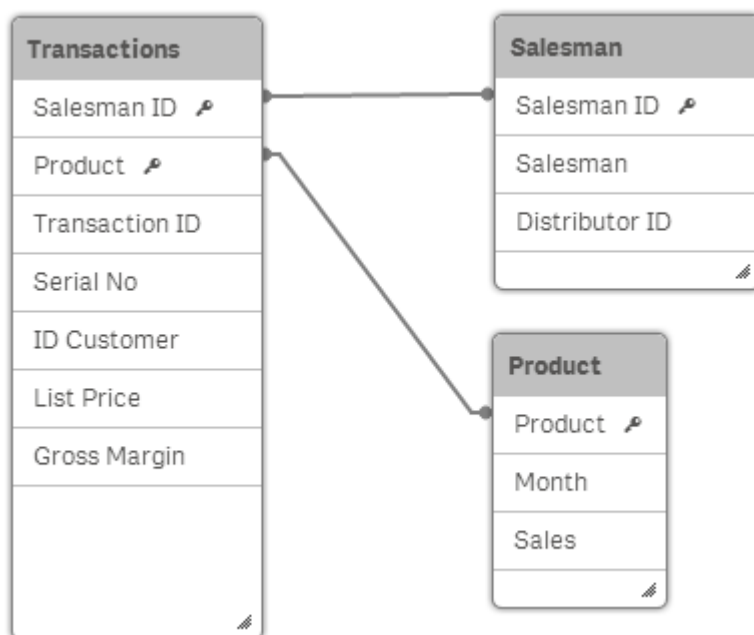 Transactions
Salesman ID
Product
Transaction ID
Serial No
ID Customer
List Price
Gross Margin
Salesman
Salesman ID
Salesman
Distributor ID
Product
Product
Month
Sales